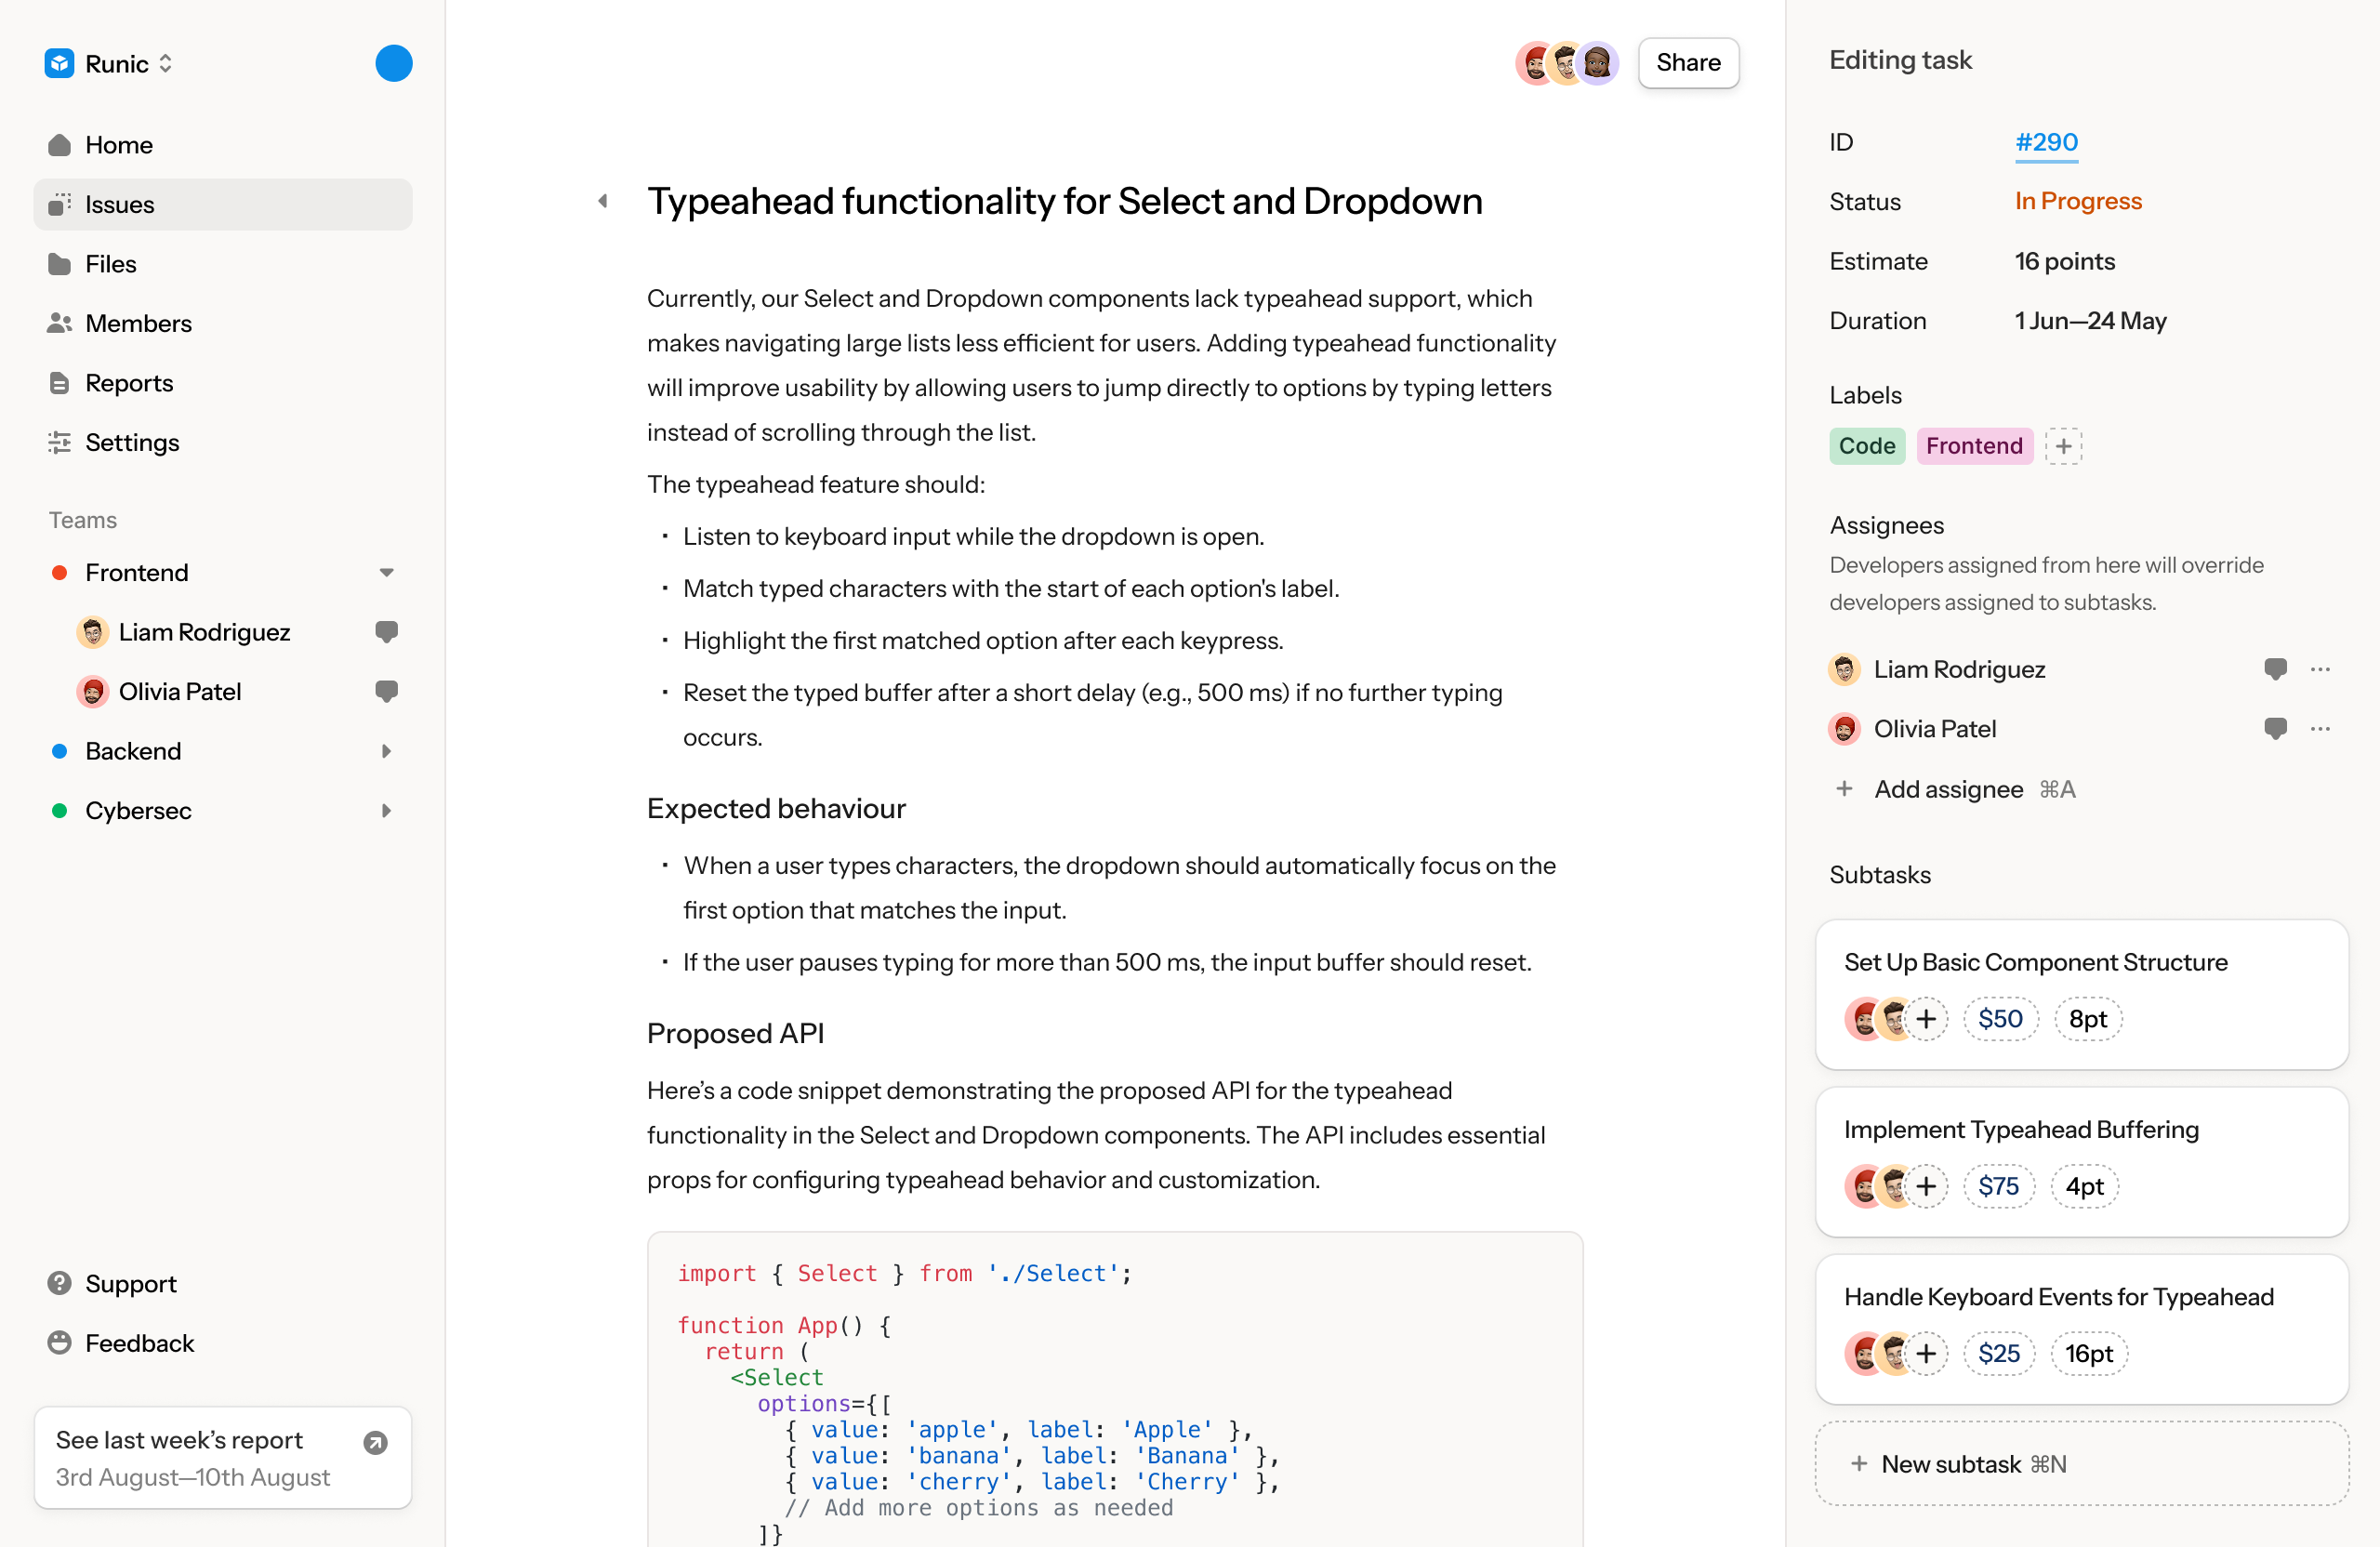 Runic
Home
Issues
Files
Members
Reports
Settings
Teams
Frontend
Liam Rodriguez
Olivia Patel
Backend
Cybersec
Support
Feedback
See last week’s report
3rd August—10th August
Share
Typeahead functionality for Select and Dropdown
Currently, our Select and Dropdown components lack typeahead support, which
makes navigating large lists less efficient for users. Adding typeahead functionality
will improve usability by allowing users to jump directly to options by typing letters
instead of scrolling through the list.
The typeahead feature should:
· Listen to keyboard input while the dropdown is open.
· Match typed characters with the start of each option's label.
· Highlight the first matched option after each keypress.
· Reset the typed buffer after a short delay (e.g., 500 ms) if no further typing
occurs.
Expected behaviour
· When a user types characters, the dropdown should automatically focus on the
first option that matches the input.
· If the user pauses typing for more than 500 ms, the input buffer should reset.
Proposed API
Here’s a code snippet demonstrating the proposed API for the typeahead
functionality in the Select and Dropdown components. The API includes essential
props for configuring typeahead behavior and customization.
import { Select } from './Select';
function App() {
return (
<Select
options={[
{ value: 'apple', label: 'Apple' },
{ value: 'banana', label: 'Banana' },
{ value: 'cherry', label: 'Cherry' },
// Add more options as needed
]}
Editing task
ID #290
Status In Progress
Estimate 16 points
Duration 1 Jun—24 May
Labels
Code Frontend +
Assignees
Developers assigned from here will override
developers assigned to subtasks.
Liam Rodriguez
Olivia Patel
+ Add assignee ⌘A
Subtasks
Set Up Basic Component Structure
+ $50 8pt
Implement Typeahead Buffering
+ $75 4pt
Handle Keyboard Events for Typeahead
+ $25 16pt
+ New subtask ⌘N